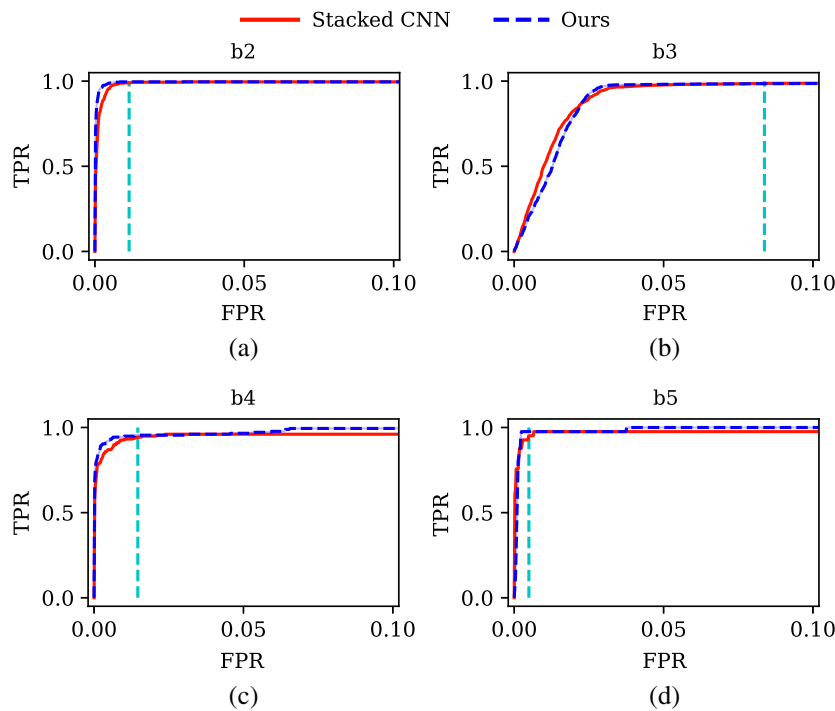 Stacked CNN Ours
b2 b3
1.0 1.0
TPR TPR
0.5 0.5
0.0 0.0
0.00 0.05 0.10 0.00 0.05 0.10
FPR FPR
(a) (b)
b4 b5
1.0 1.0
TPR TPR
0.5 0.5
0.0 0.0
0.00 0.05 0.10 0.00 0.05 0.10
FPR FPR
(c) (d)